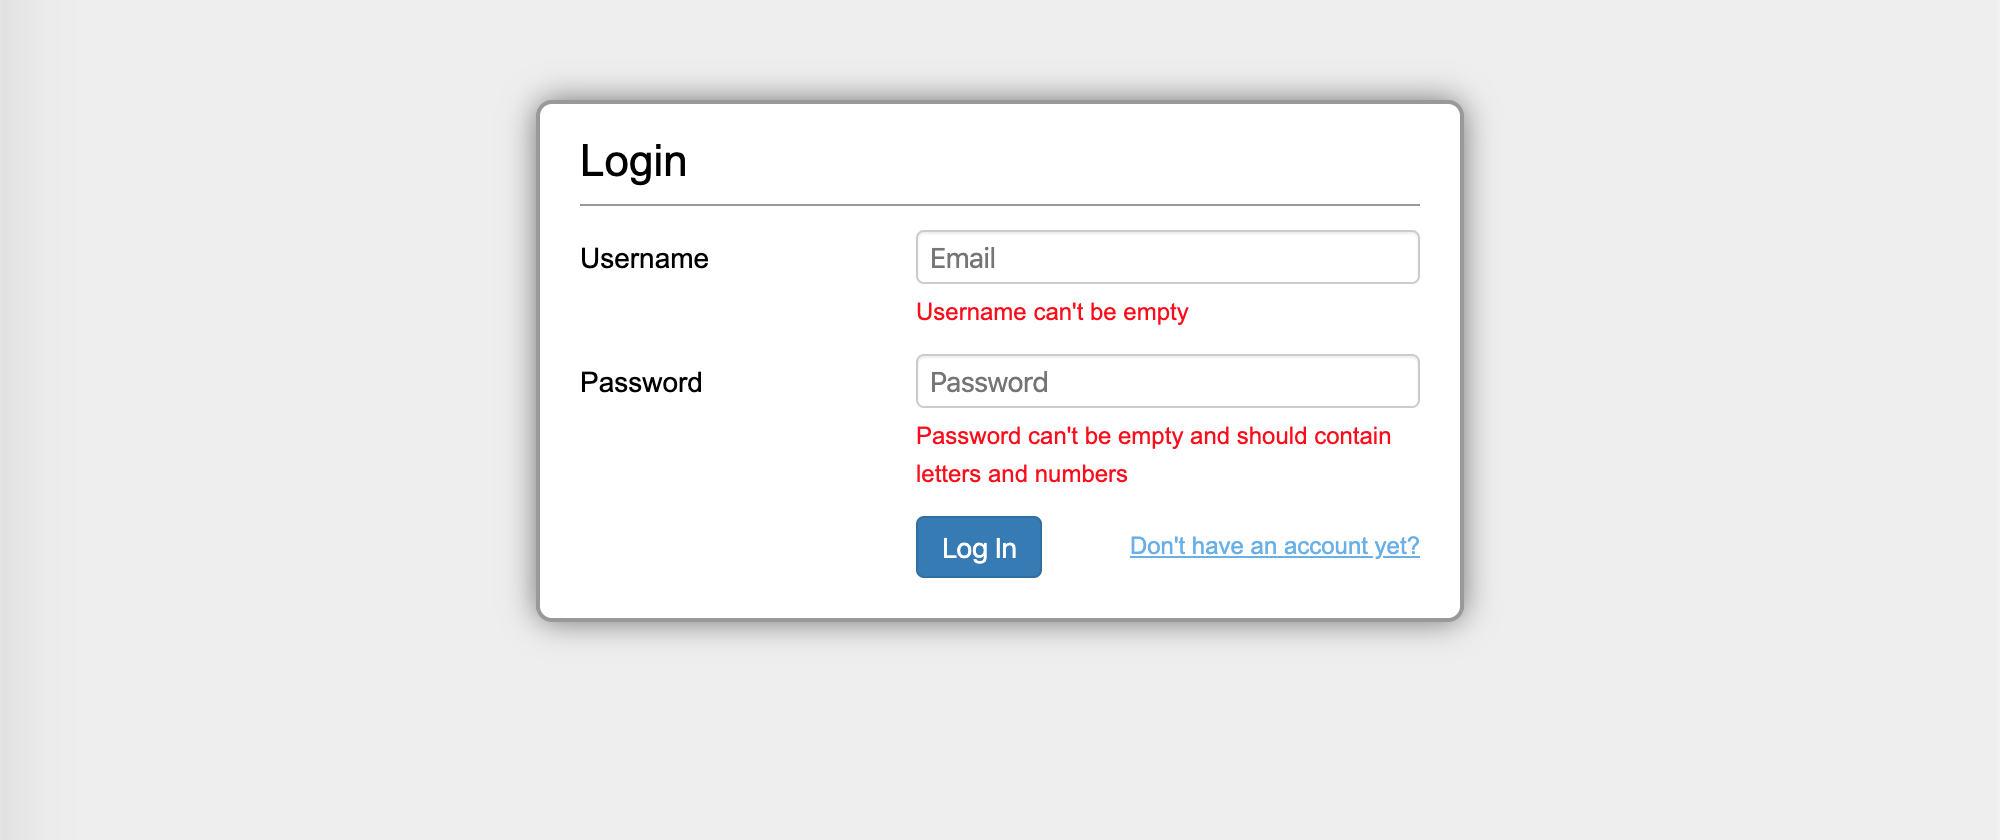 Login
Username
Email
Username can't be empty
Password
Password
Password can't be empty and should contain
letters and numbers
Log In
Don't have an account yet?